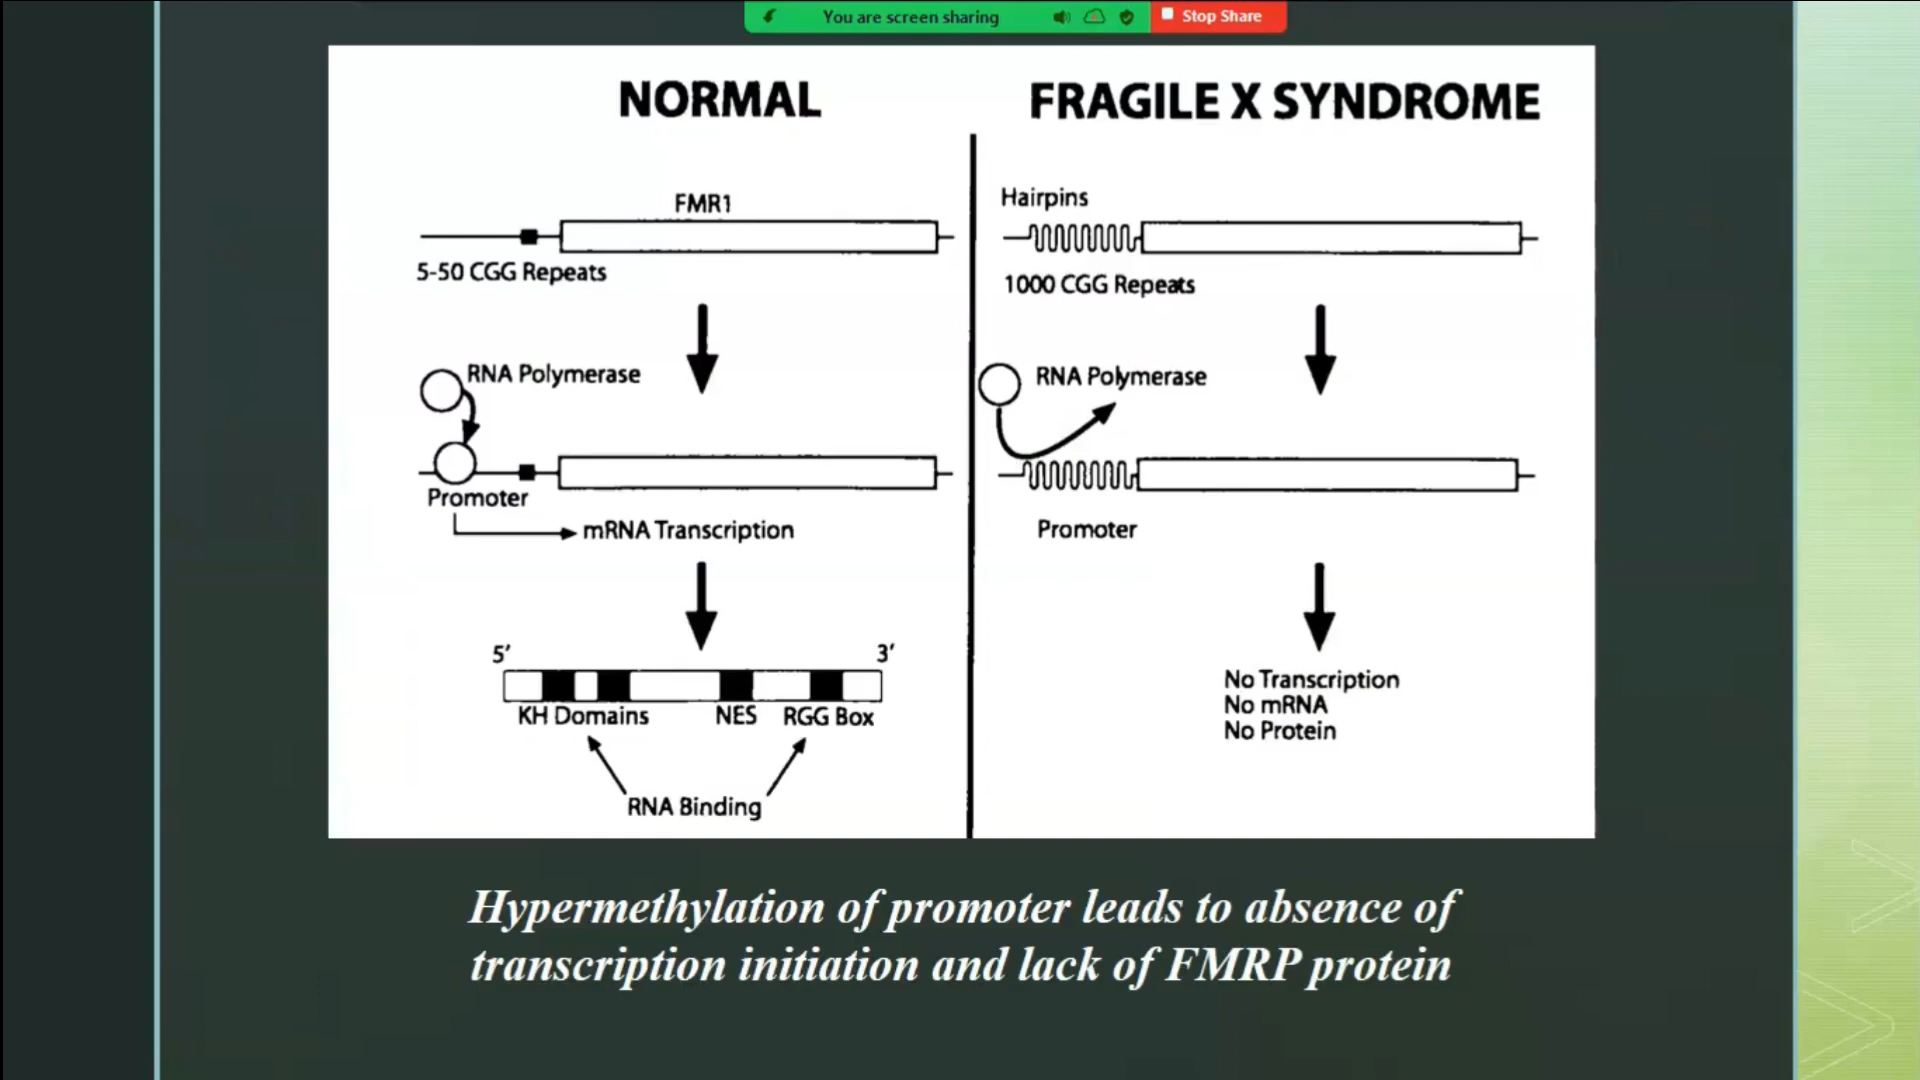 You are screen sharing
Stop Share
NORMAL
FMR1
5-50 CGG Repeats
RNA Polymerase
Promoter
mRNA Transcription
5′
3′
KH Domains
NES
RGG Box
RNA Binding
FRAGILE X SYNDROME
Hairpins
1000 CGG Repeats
RNA Polymerase
Promoter
No Transcription
No mRNA
No Protein
Hypermethylation of promoter leads to absence of
transcription initiation and lack of FMRP protein